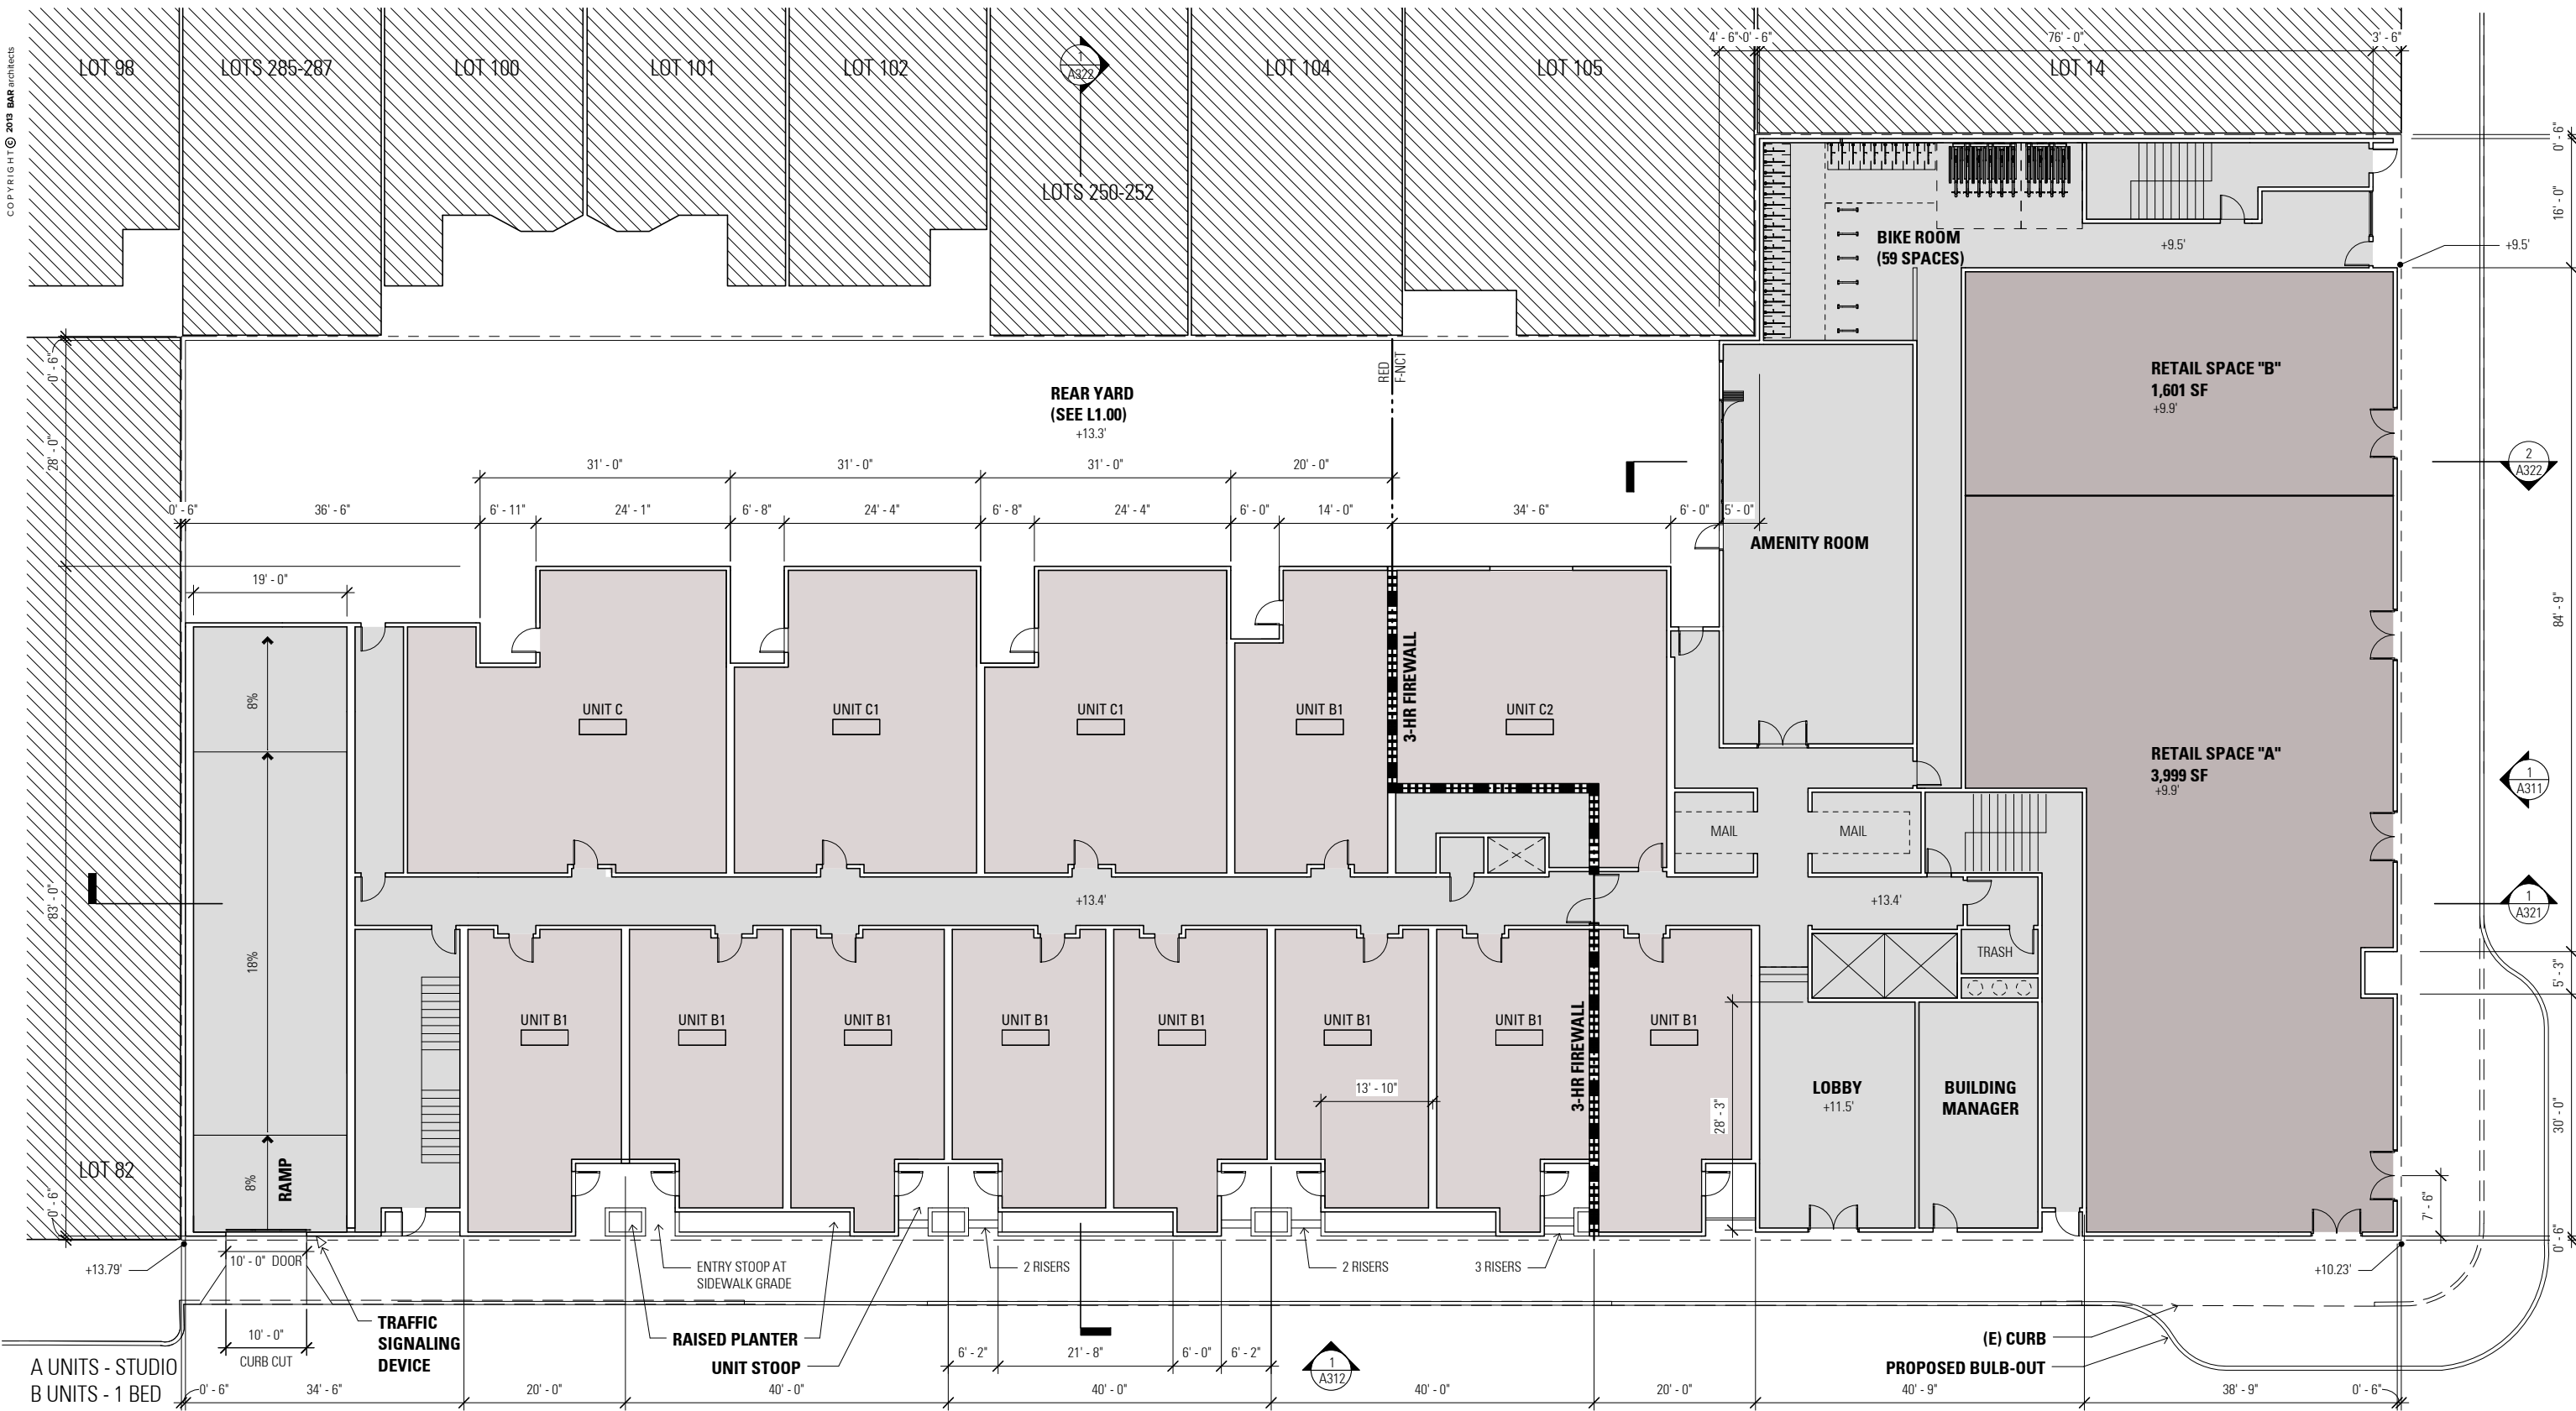 COPYRIGHT © 2013 BAR architects
LOT 98
LOTS 285-287
LOT 100
LOT 101
LOT 102
1
A322
LOTS 250-252
LOT 104
LOT 105
LOT 14
4' - 6"
0' - 6"
76' - 0"
3' - 6"
0' - 6"
16' - 0"
BIKE ROOM
(59 SPACES)
+9.5'
+9.5'
0' - 6"
28' - 0"
REAR YARD
(SEE L1.00)
+13.3'
RED
F-NCT
RETAIL SPACE "B"
1,601 SF
+9.9'
2
A322
31' - 0"
31' - 0"
31' - 0"
20' - 0"
0' - 6"
36' - 6"
6' - 11"
24' - 1"
6' - 8"
24' - 4"
6' - 8"
24' - 4"
6' - 0"
14' - 0"
34' - 6"
6' - 0"
5' - 0"
AMENITY ROOM
19' - 0"
84' - 9"
8%
UNIT C
UNIT C1
UNIT C1
UNIT B1
3-HR FIREWALL
UNIT C2
RETAIL SPACE "A"
3,999 SF
+9.9'
1
A311
MAIL
MAIL
83' - 0"
+13.4'
+13.4'
1
A321
18%
TRASH
5' - 3"
UNIT B1
UNIT B1
UNIT B1
UNIT B1
UNIT B1
UNIT B1
UNIT B1
UNIT B1
3-HR FIREWALL
13' - 10"
28' - 3"
LOBBY
+11.5'
BUILDING
MANAGER
30' - 0"
LOT 82
8%
RAMP
0' - 6"
7' - 6"
0' - 6"
+13.79'
10' - 0" DOOR
ENTRY STOOP AT
SIDEWALK GRADE
2 RISERS
2 RISERS
3 RISERS
+10.23'
TRAFFIC
SIGNALING
DEVICE
10' - 0"
CURB CUT
RAISED PLANTER
UNIT STOOP
6' - 2"
21' - 8"
6' - 0"
6' - 2"
1
A312
(E) CURB
PROPOSED BULB-OUT
A UNITS - STUDIO
B UNITS - 1 BED
0' - 6"
34' - 6"
20' - 0"
40' - 0"
40' - 0"
40' - 0"
20' - 0"
40' - 9"
38' - 9"
0' - 6"